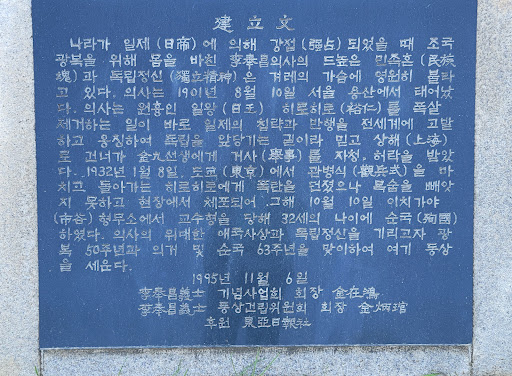 建立文
나라가 일제(日帝)에 의해 강점(強占)되었을 때 조국
광복을 위해 몸을 바친 李奉昌의사의 드높은 민족혼(民族
魂)과 독립정신(獨立精神)은 겨레의 가슴에 영원히 불타
고 있다. 의사는 1901년 8월 10일 서울 용산에서 태어났
다. 의사는 원흉인 일왕(日王) 히로히로(裕仁)를 폭살
제거하는 일이 바로 일제의 침략과 만행을 전세계에 고발
하고 응징하여 독립을 앞당기는 길이라 믿고 상해(上海)
로 건너가 金九선생에게 거사(擧事)를 자청, 허락을 받았
다. 1932년 1월 8일, 도쿄(東京)에서 관병식(觀兵式)을 마
치고 돌아가는 히로히로에게 폭탄을 던졌으나 목숨을 빼앗
지 못하고 현장에서 체포되어 그해 10월 10일 이치가야
(市谷)형무소에서 교수형을 당해 32세의 나이에 순국(殉國)
하였다. 의사의 위대한 애국사상과 독립정신을 기리고자 광
복 50주년과 의거 및 순국 63주년을 맞이하여 여기 동상
을 세운다.
1995년 11월 6일
李奉昌義士 기념사업회 회장 金在鴻
李奉昌義士 동상건립위원회 회장 金炳琯
후원 東亞日報社